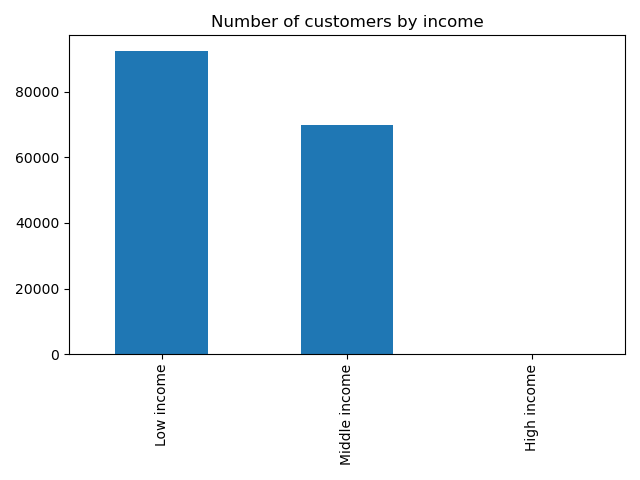 Number of customers by income
80000
60000
40000
20000
0
Low income
Middle income
High income